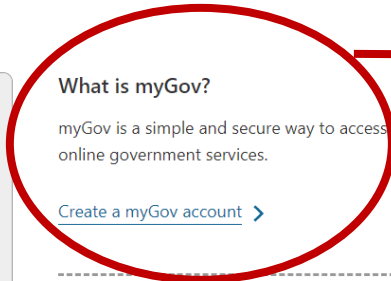 What is myGov?
myGov is a simple and secure way to access
online government services.
Create a myGov account